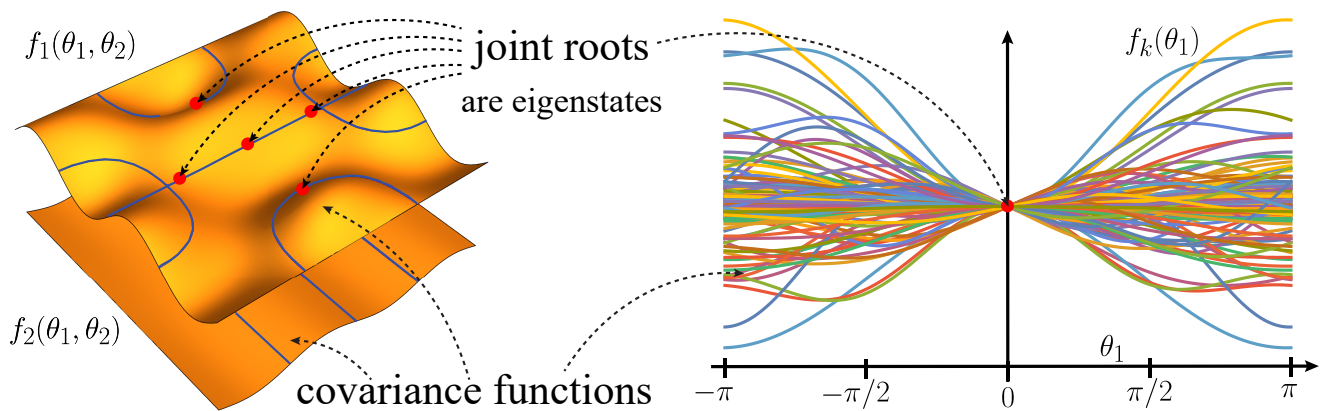 f₁(θ₁, θ₂)
joint roots
are eigenstates
f₂(θ₁, θ₂)
covariance functions
fₖ(θ₁)
θ₁
−π
−π/2
0
π/2
π